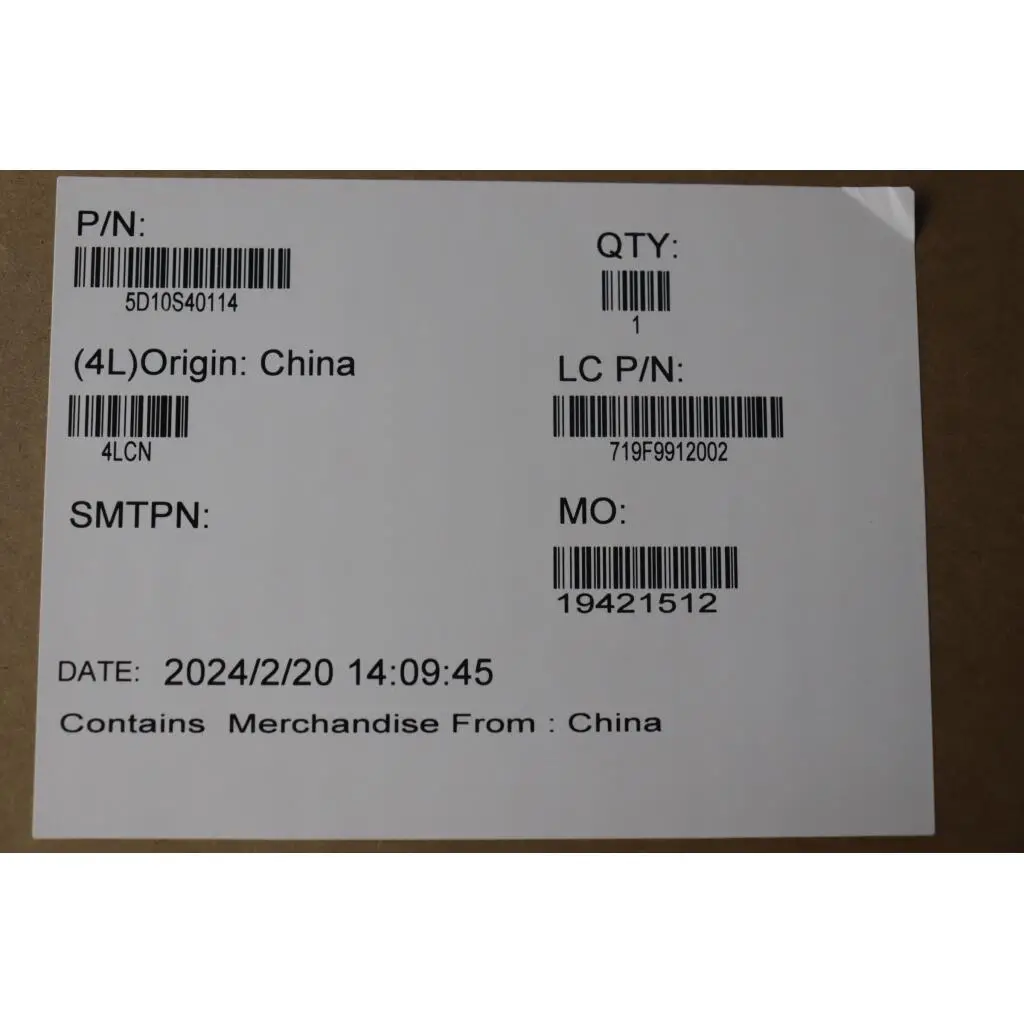 P/N:
5D10S40114
QTY:
1
(4L)Origin: China
4LCN
LC P/N:
719F9912002
SMTPN:
MO:
19421512
DATE: 2024/2/20 14:09:45
Contains Merchandise From : China